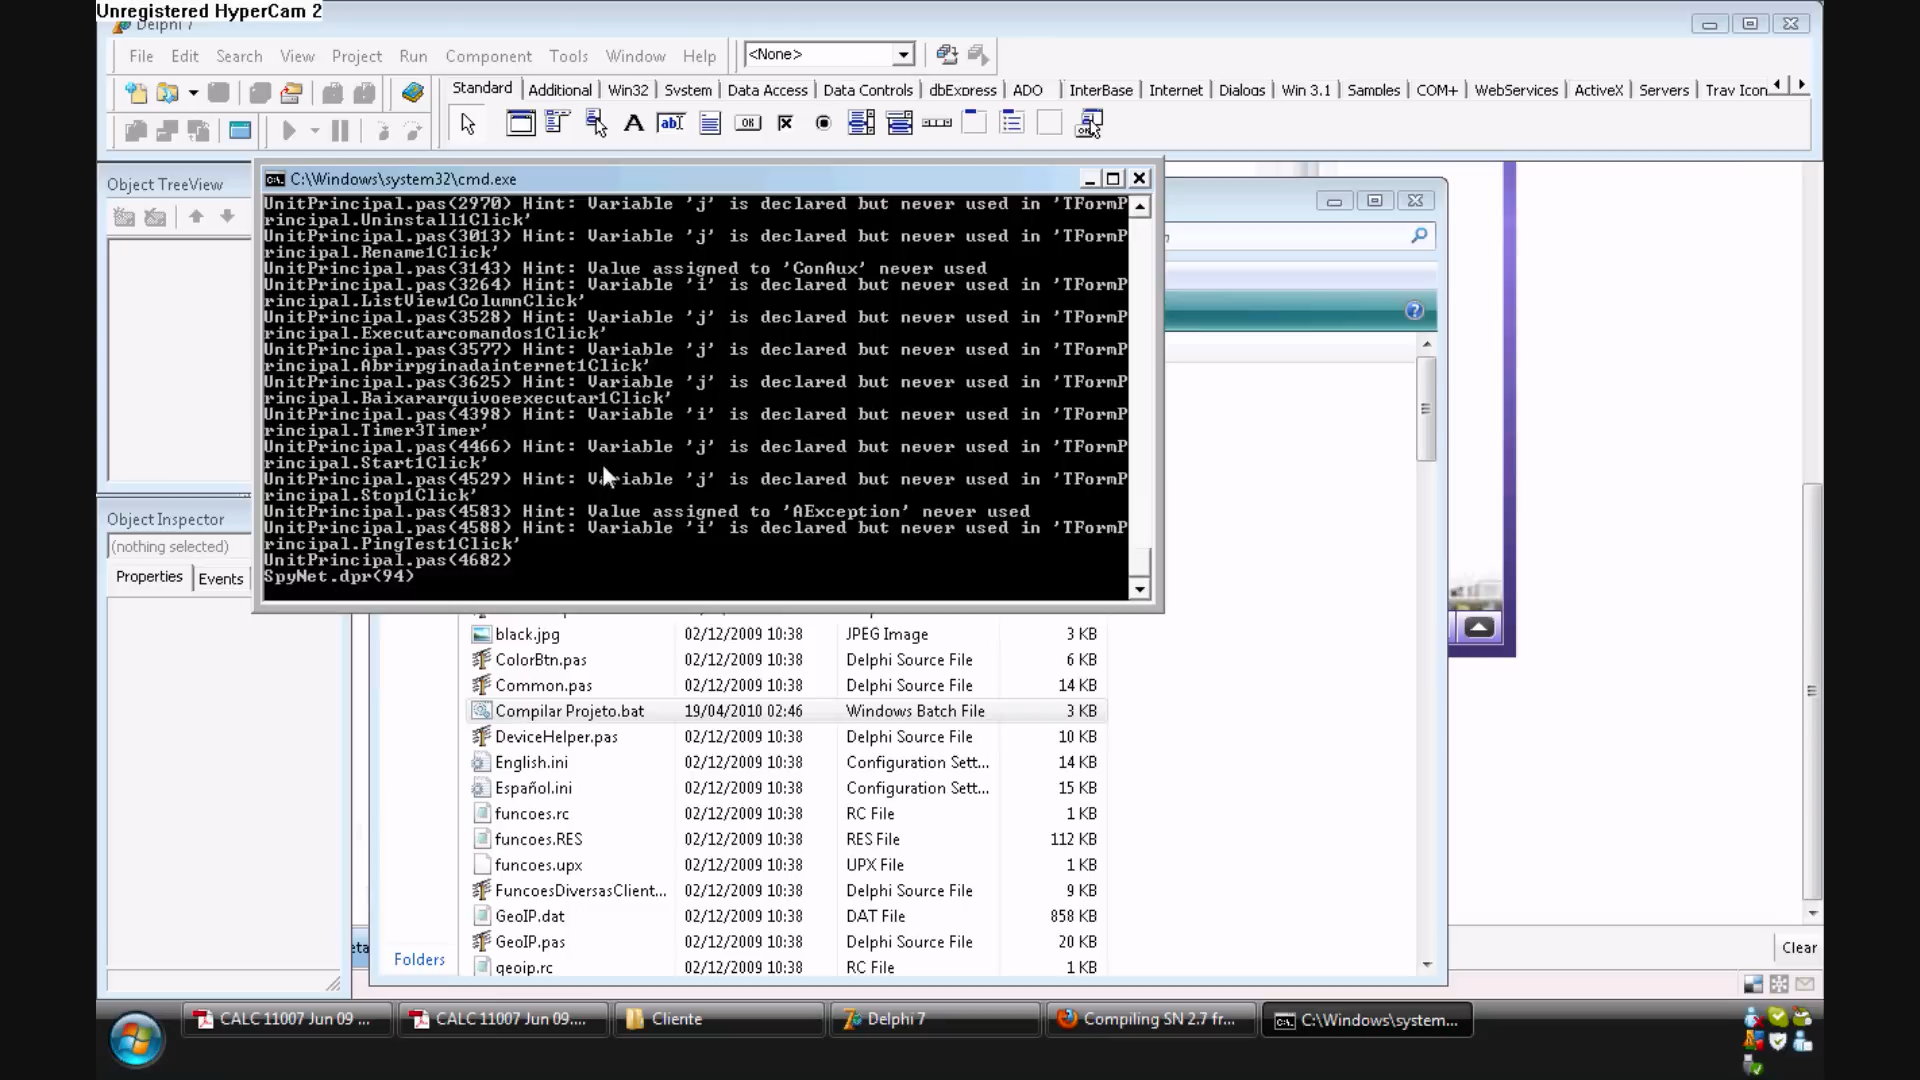 Unregistered HyperCam 2
Delphi 7
File Edit Search View Project Run Component Tools Window Help
<None>
Standard Additional Win32 System Data Access Data Controls dbExpress ADO InterBase Internet Dialogs Win 3.1 Samples COM+ WebServices ActiveX Servers Tray Icon
Object TreeView
C:\Windows\system32\cmd.exe
UnitPrincipal.pas(2970) Hint: Variable 'j' is declared but never used in 'TFormP
rincipal.Uninstall1Click'
UnitPrincipal.pas(3013) Hint: Variable 'j' is declared but never used in 'TFormP
rincipal.Rename1Click'
UnitPrincipal.pas(3143) Hint: Value assigned to 'ConAux' never used
UnitPrincipal.pas(3264) Hint: Variable 'i' is declared but never used in 'TFormP
rincipal.ListView1ColumnClick'
UnitPrincipal.pas(3528) Hint: Variable 'j' is declared but never used in 'TFormP
rincipal.Executarcomandos1Click'
UnitPrincipal.pas(3577) Hint: Variable 'j' is declared but never used in 'TFormP
rincipal.Abrirpginadainternet1Click'
UnitPrincipal.pas(3625) Hint: Variable 'j' is declared but never used in 'TFormP
rincipal.Baixararquivoeexecutar1Click'
UnitPrincipal.pas(4398) Hint: Variable 'i' is declared but never used in 'TFormP
rincipal.Timer3Timer'
UnitPrincipal.pas(4466) Hint: Variable 'j' is declared but never used in 'TFormP
rincipal.Start1Click'
UnitPrincipal.pas(4529) Hint: Variable 'j' is declared but never used in 'TFormP
rincipal.Stop1Click'
UnitPrincipal.pas(4583) Hint: Value assigned to 'AException' never used
UnitPrincipal.pas(4588) Hint: Variable 'i' is declared but never used in 'TFormP
rincipal.PingTest1Click'
UnitPrincipal.pas(4682)
SpyNet.dpr(94)
Object Inspector
(nothing selected)
Properties Events
black.jpg 02/12/2009 10:38 JPEG Image 3 KB
ColorBtn.pas 02/12/2009 10:38 Delphi Source File 6 KB
Common.pas 02/12/2009 10:38 Delphi Source File 14 KB
Compilar Projeto.bat 19/04/2010 02:46 Windows Batch File 3 KB
DeviceHelper.pas 02/12/2009 10:38 Delphi Source File 10 KB
English.ini 02/12/2009 10:38 Configuration Sett... 14 KB
Español.ini 02/12/2009 10:38 Configuration Sett... 15 KB
funcoes.rc 02/12/2009 10:38 RC File 1 KB
funcoes.RES 02/12/2009 10:38 RES File 112 KB
funcoes.upx 02/12/2009 10:38 UPX File 1 KB
FuncoesDiversasClient... 02/12/2009 10:38 Delphi Source File 9 KB
GeoIP.dat 02/12/2009 10:38 DAT File 858 KB
GeoIP.pas 02/12/2009 10:38 Delphi Source File 20 KB
geoip.rc 02/12/2009 10:38 RC File 1 KB
Folders
Clear
CALC 11007 Jun 09 ...
CALC 11007 Jun 09....
Cliente
Delphi 7
Compiling SN 2.7 fr...
C:\Windows\system...